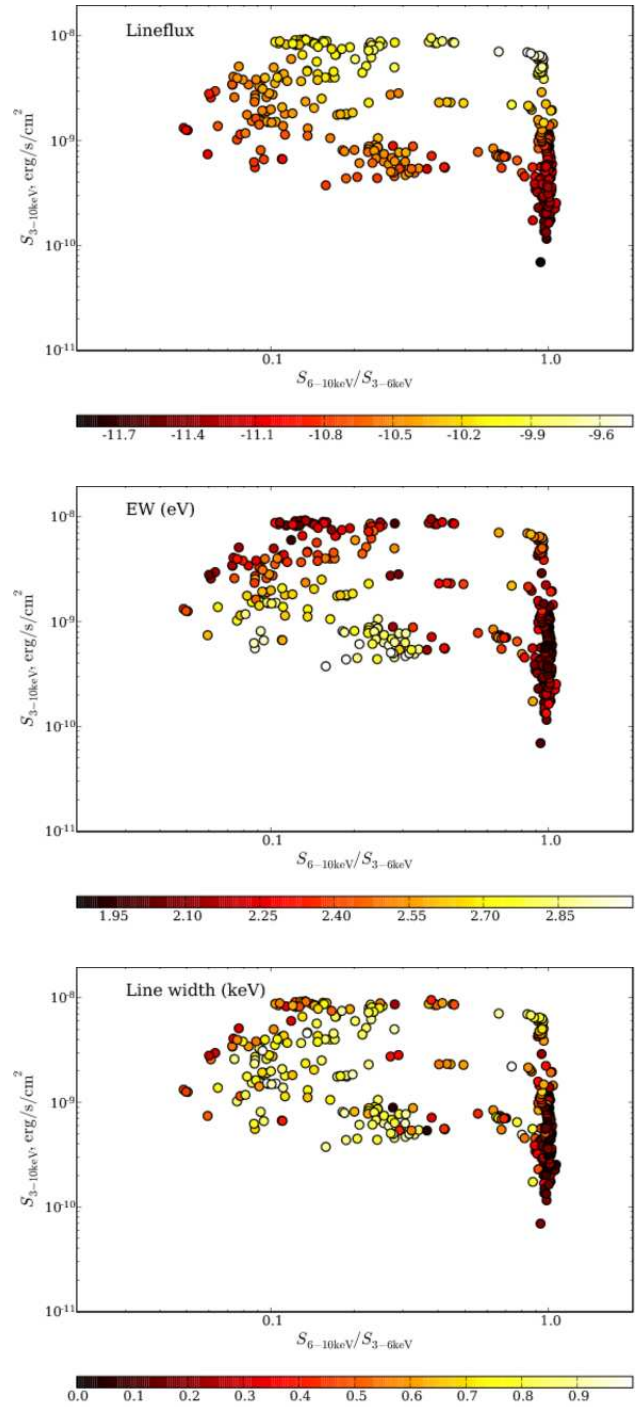 Lineflux
10⁻⁸
10⁻⁹
10⁻¹⁰
10⁻¹¹
S₃₋₁₀ₖₑᵥ, erg/s/cm²
0.1 1.0
S₆₋₁₀ₖₑᵥ/S₃₋₆ₖₑᵥ
-11.7 -11.4 -11.1 -10.8 -10.5 -10.2 -9.9 -9.6
EW (eV)
10⁻⁸
10⁻⁹
10⁻¹⁰
10⁻¹¹
S₃₋₁₀ₖₑᵥ, erg/s/cm²
0.1 1.0
S₆₋₁₀ₖₑᵥ/S₃₋₆ₖₑᵥ
1.95 2.10 2.25 2.40 2.55 2.70 2.85
Line width (keV)
10⁻⁸
10⁻⁹
10⁻¹⁰
10⁻¹¹
S₃₋₁₀ₖₑᵥ, erg/s/cm²
0.1 1.0
S₆₋₁₀ₖₑᵥ/S₃₋₆ₖₑᵥ
0.0 0.1 0.2 0.3 0.4 0.5 0.6 0.7 0.8 0.9